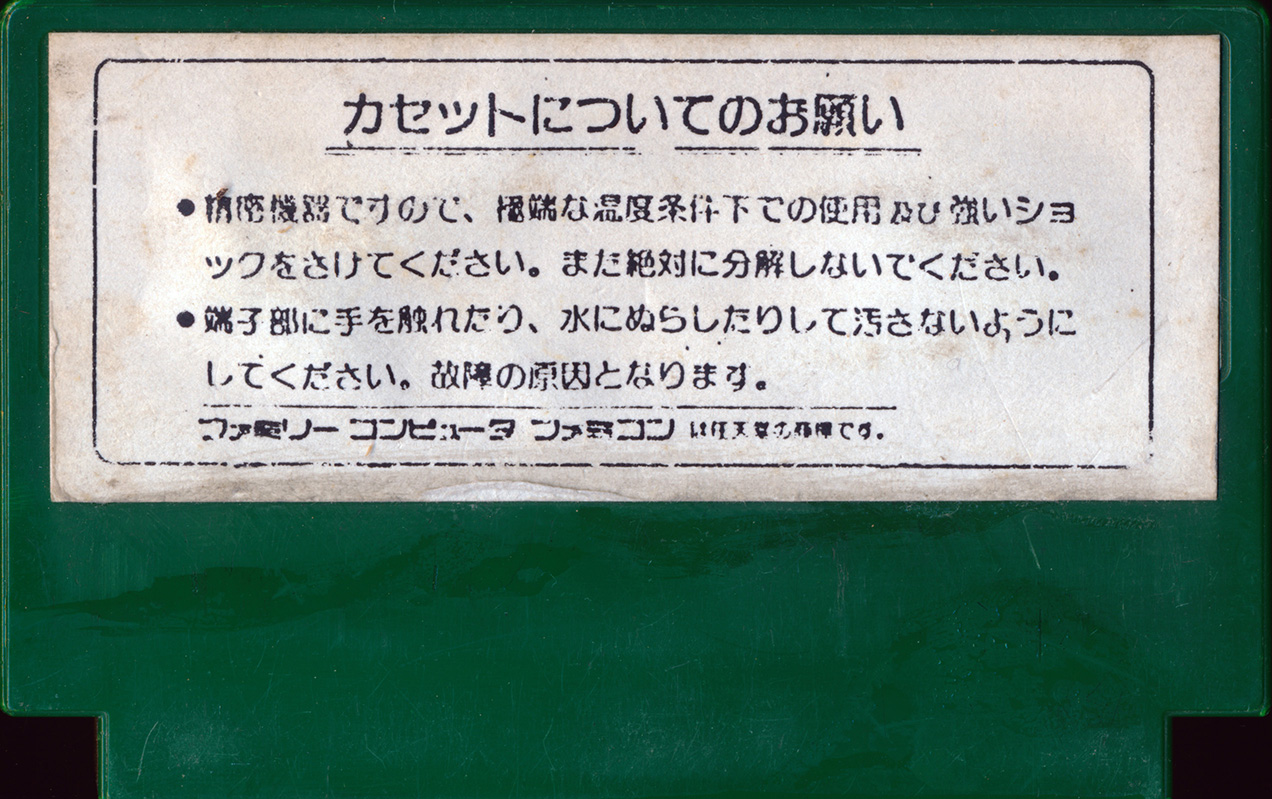 カセットについてのお願い
●精密機器ですので、極端な温度条件下での使用及び強いショ
ックをさけてください。また絶対に分解しないでください。
●端子部に手を触れたり、水にぬらしたりして汚さないように
してください。故障の原因となります。
ファミリーコンピュータ ファミコン は任天堂の商標です。